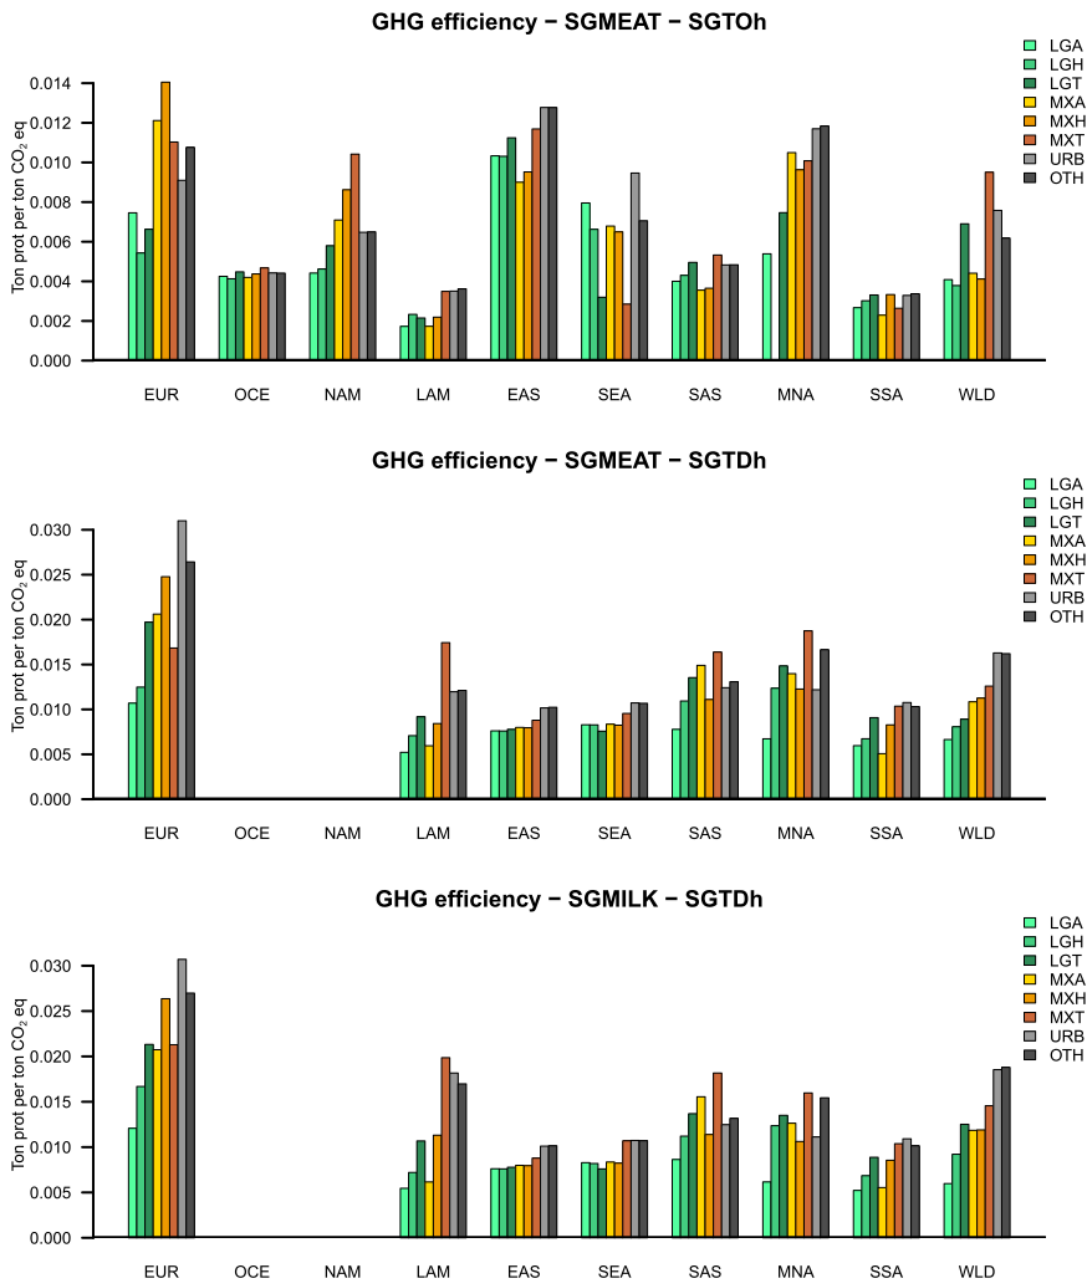 GHG efficiency − SGMEAT − SGTOh
Ton prot per ton CO2 eq
0.014
0.012
0.010
0.008
0.006
0.004
0.002
0.000
EUR OCE NAM LAM EAS SEA SAS MNA SSA WLD
LGA
LGH
LGT
MXA
MXH
MXT
URB
OTH
GHG efficiency − SGMEAT − SGTDh
Ton prot per ton CO2 eq
0.030
0.025
0.020
0.015
0.010
0.005
0.000
EUR OCE NAM LAM EAS SEA SAS MNA SSA WLD
LGA
LGH
LGT
MXA
MXH
MXT
URB
OTH
GHG efficiency − SGMILK − SGTDh
Ton prot per ton CO2 eq
0.030
0.025
0.020
0.015
0.010
0.005
0.000
EUR OCE NAM LAM EAS SEA SAS MNA SSA WLD
LGA
LGH
LGT
MXA
MXH
MXT
URB
OTH